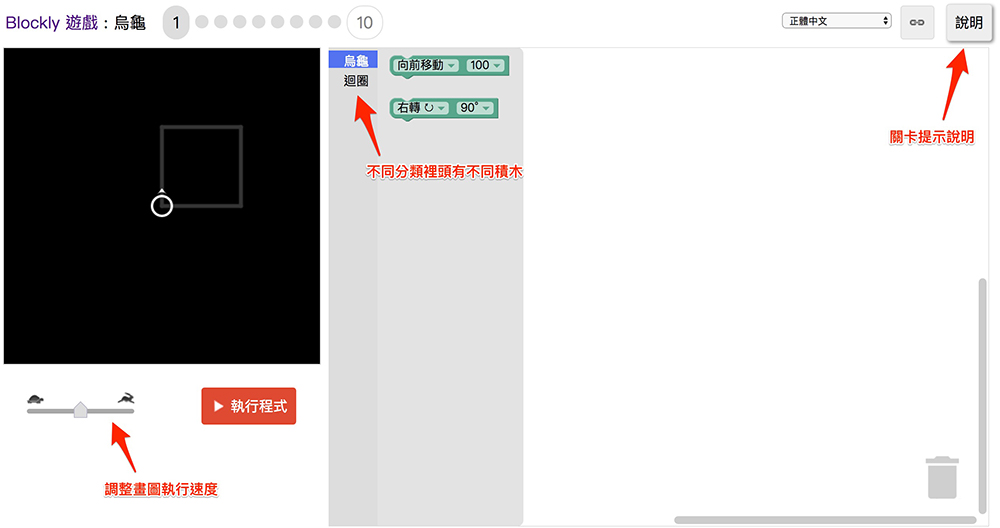 Blockly 遊戲 : 烏龜
1
10
正體中文
說明
烏龜
迴圈
向前移動 100
右轉 ↻ 90°
不同分類裡頭有不同積木
關卡提示說明
執行程式
調整畫圖執行速度